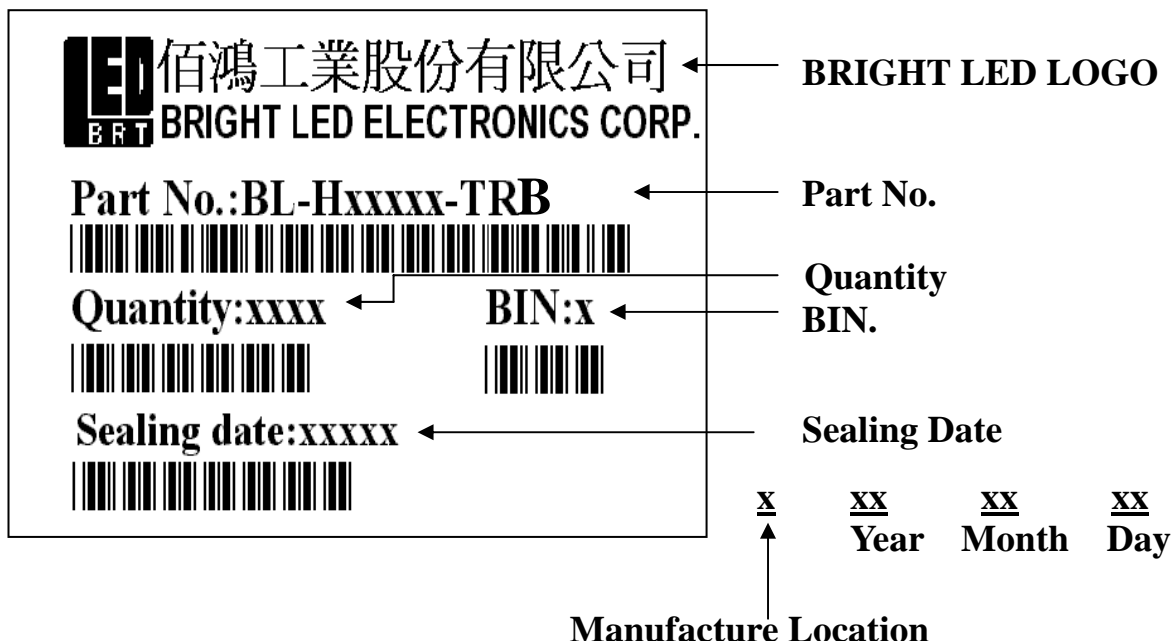 佰鴻工業股份有限公司
BRT BRIGHT LED ELECTRONICS CORP.
BRIGHT LED LOGO
Part No.:BL-Hxxxxx-TRB
Part No.
Quantity:xxxx
BIN:x
Quantity
BIN.
Sealing date:xxxxx
Sealing Date
x xx xx xx
Year Month Day
Manufacture Location